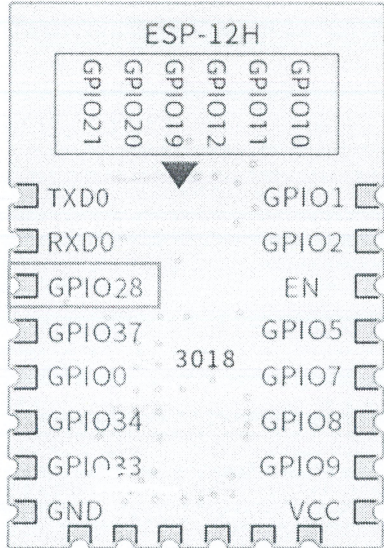 ESP-12H
GPIO21 GPIO20 GPIO19 GPIO12 GPIO11 GPIO10
TXD0 GPIO1
RXD0 GPIO2
GPIO28 EN
GPIO37 GPIO5
3018
GPIO0 GPIO7
GPIO34 GPIO8
GPIO33 GPIO9
GND VCC